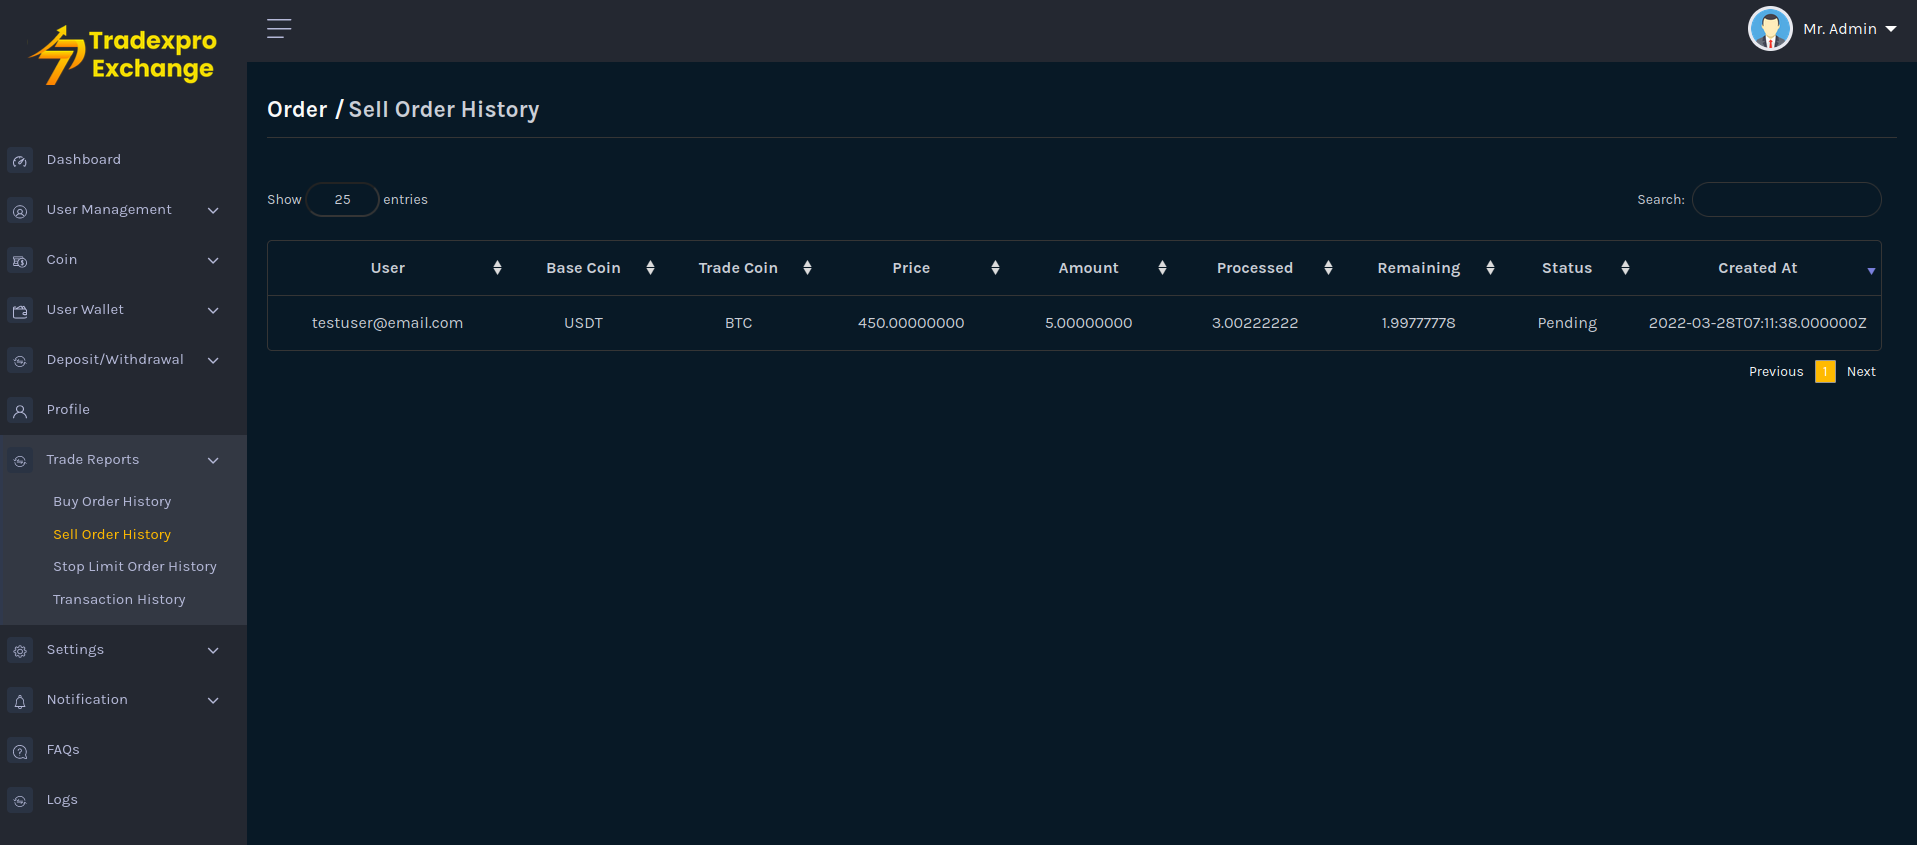 Tradexpro
Exchange
Mr. Admin
Dashboard
User Management
Coin
User Wallet
Deposit/Withdrawal
Profile
Trade Reports
Buy Order History
Sell Order History
Stop Limit Order History
Transaction History
Settings
Notification
FAQs
Logs
Order / Sell Order History
Show 25 entries
Search:
User Base Coin Trade Coin Price Amount Processed Remaining Status Created At
testuser@email.com USDT BTC 450.00000000 5.00000000 3.00222222 1.99777778 Pending 2022-03-28T07:11:38.000000Z
Previous 1 Next